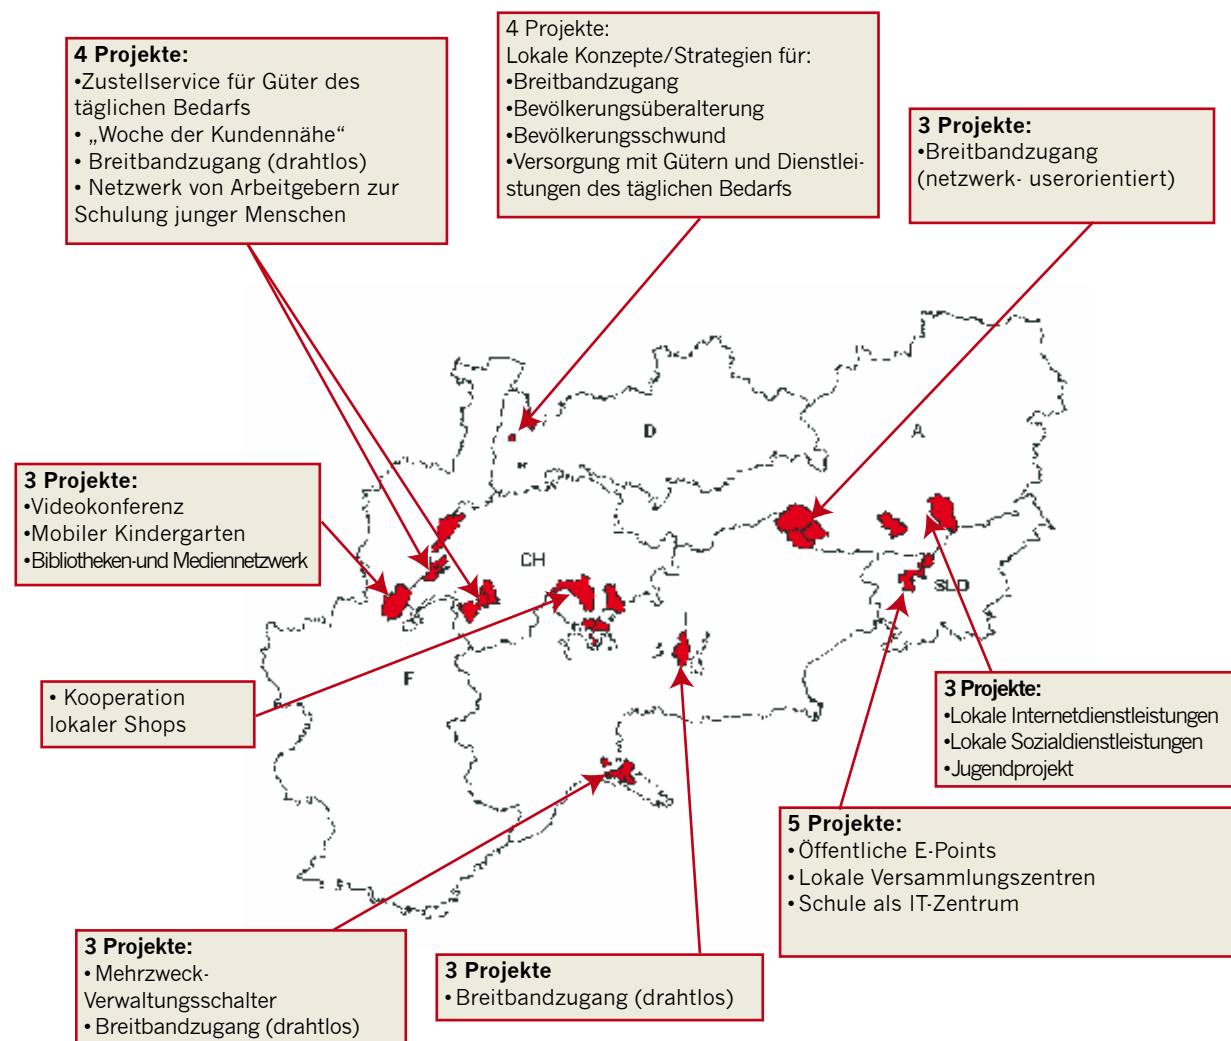 4 Projekte:
•Zustellservice für Güter des
täglichen Bedarfs
• „Woche der Kundennähe“
• Breitbandzugang (drahtlos)
• Netzwerk von Arbeitgebern zur
Schulung junger Menschen
4 Projekte:
Lokale Konzepte/Strategien für:
•Breitbandzugang
•Bevölkerungsüberalterung
•Bevölkerungsschwund
•Versorgung mit Gütern und Dienstlei-
stungen des täglichen Bedarfs
3 Projekte:
•Breitbandzugang
(netzwerk- userorientiert)
D
A
3 Projekte:
•Videokonferenz
•Mobiler Kindergarten
•Bibliotheken-und Mediennetzwerk
CH
SLO
F
• Kooperation
lokaler Shops
3 Projekte:
•Lokale Internetdienstleistungen
•Lokale Sozialdienstleistungen
•Jugendprojekt
5 Projekte:
• Öffentliche E-Points
• Lokale Versammlungszentren
• Schule als IT-Zentrum
3 Projekte:
• Mehrzweck-
Verwaltungsschalter
• Breitbandzugang (drahtlos)
3 Projekte
• Breitbandzugang (drahtlos)